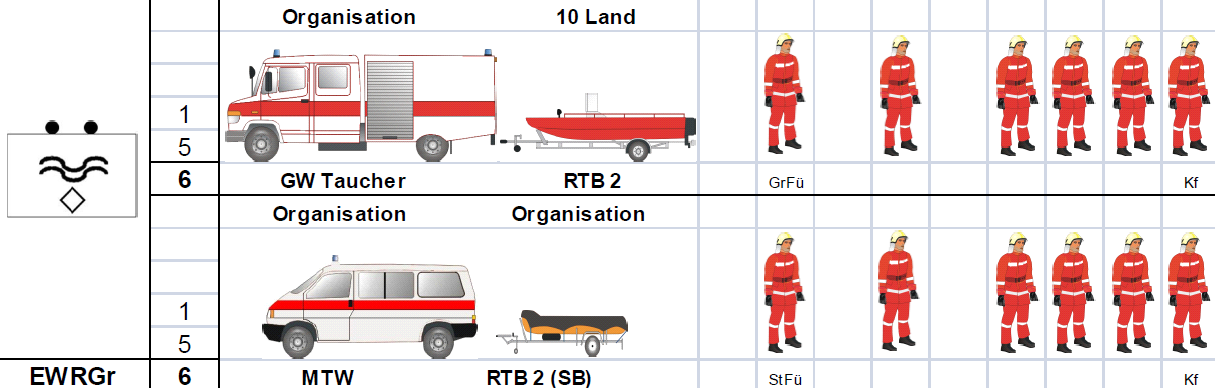 Organisation 10 Land
1
5
6 GW Taucher RTB 2 GrFü Kf
Organisation Organisation
1
5
EWRGr 6 MTW RTB 2 (SB) StFü Kf